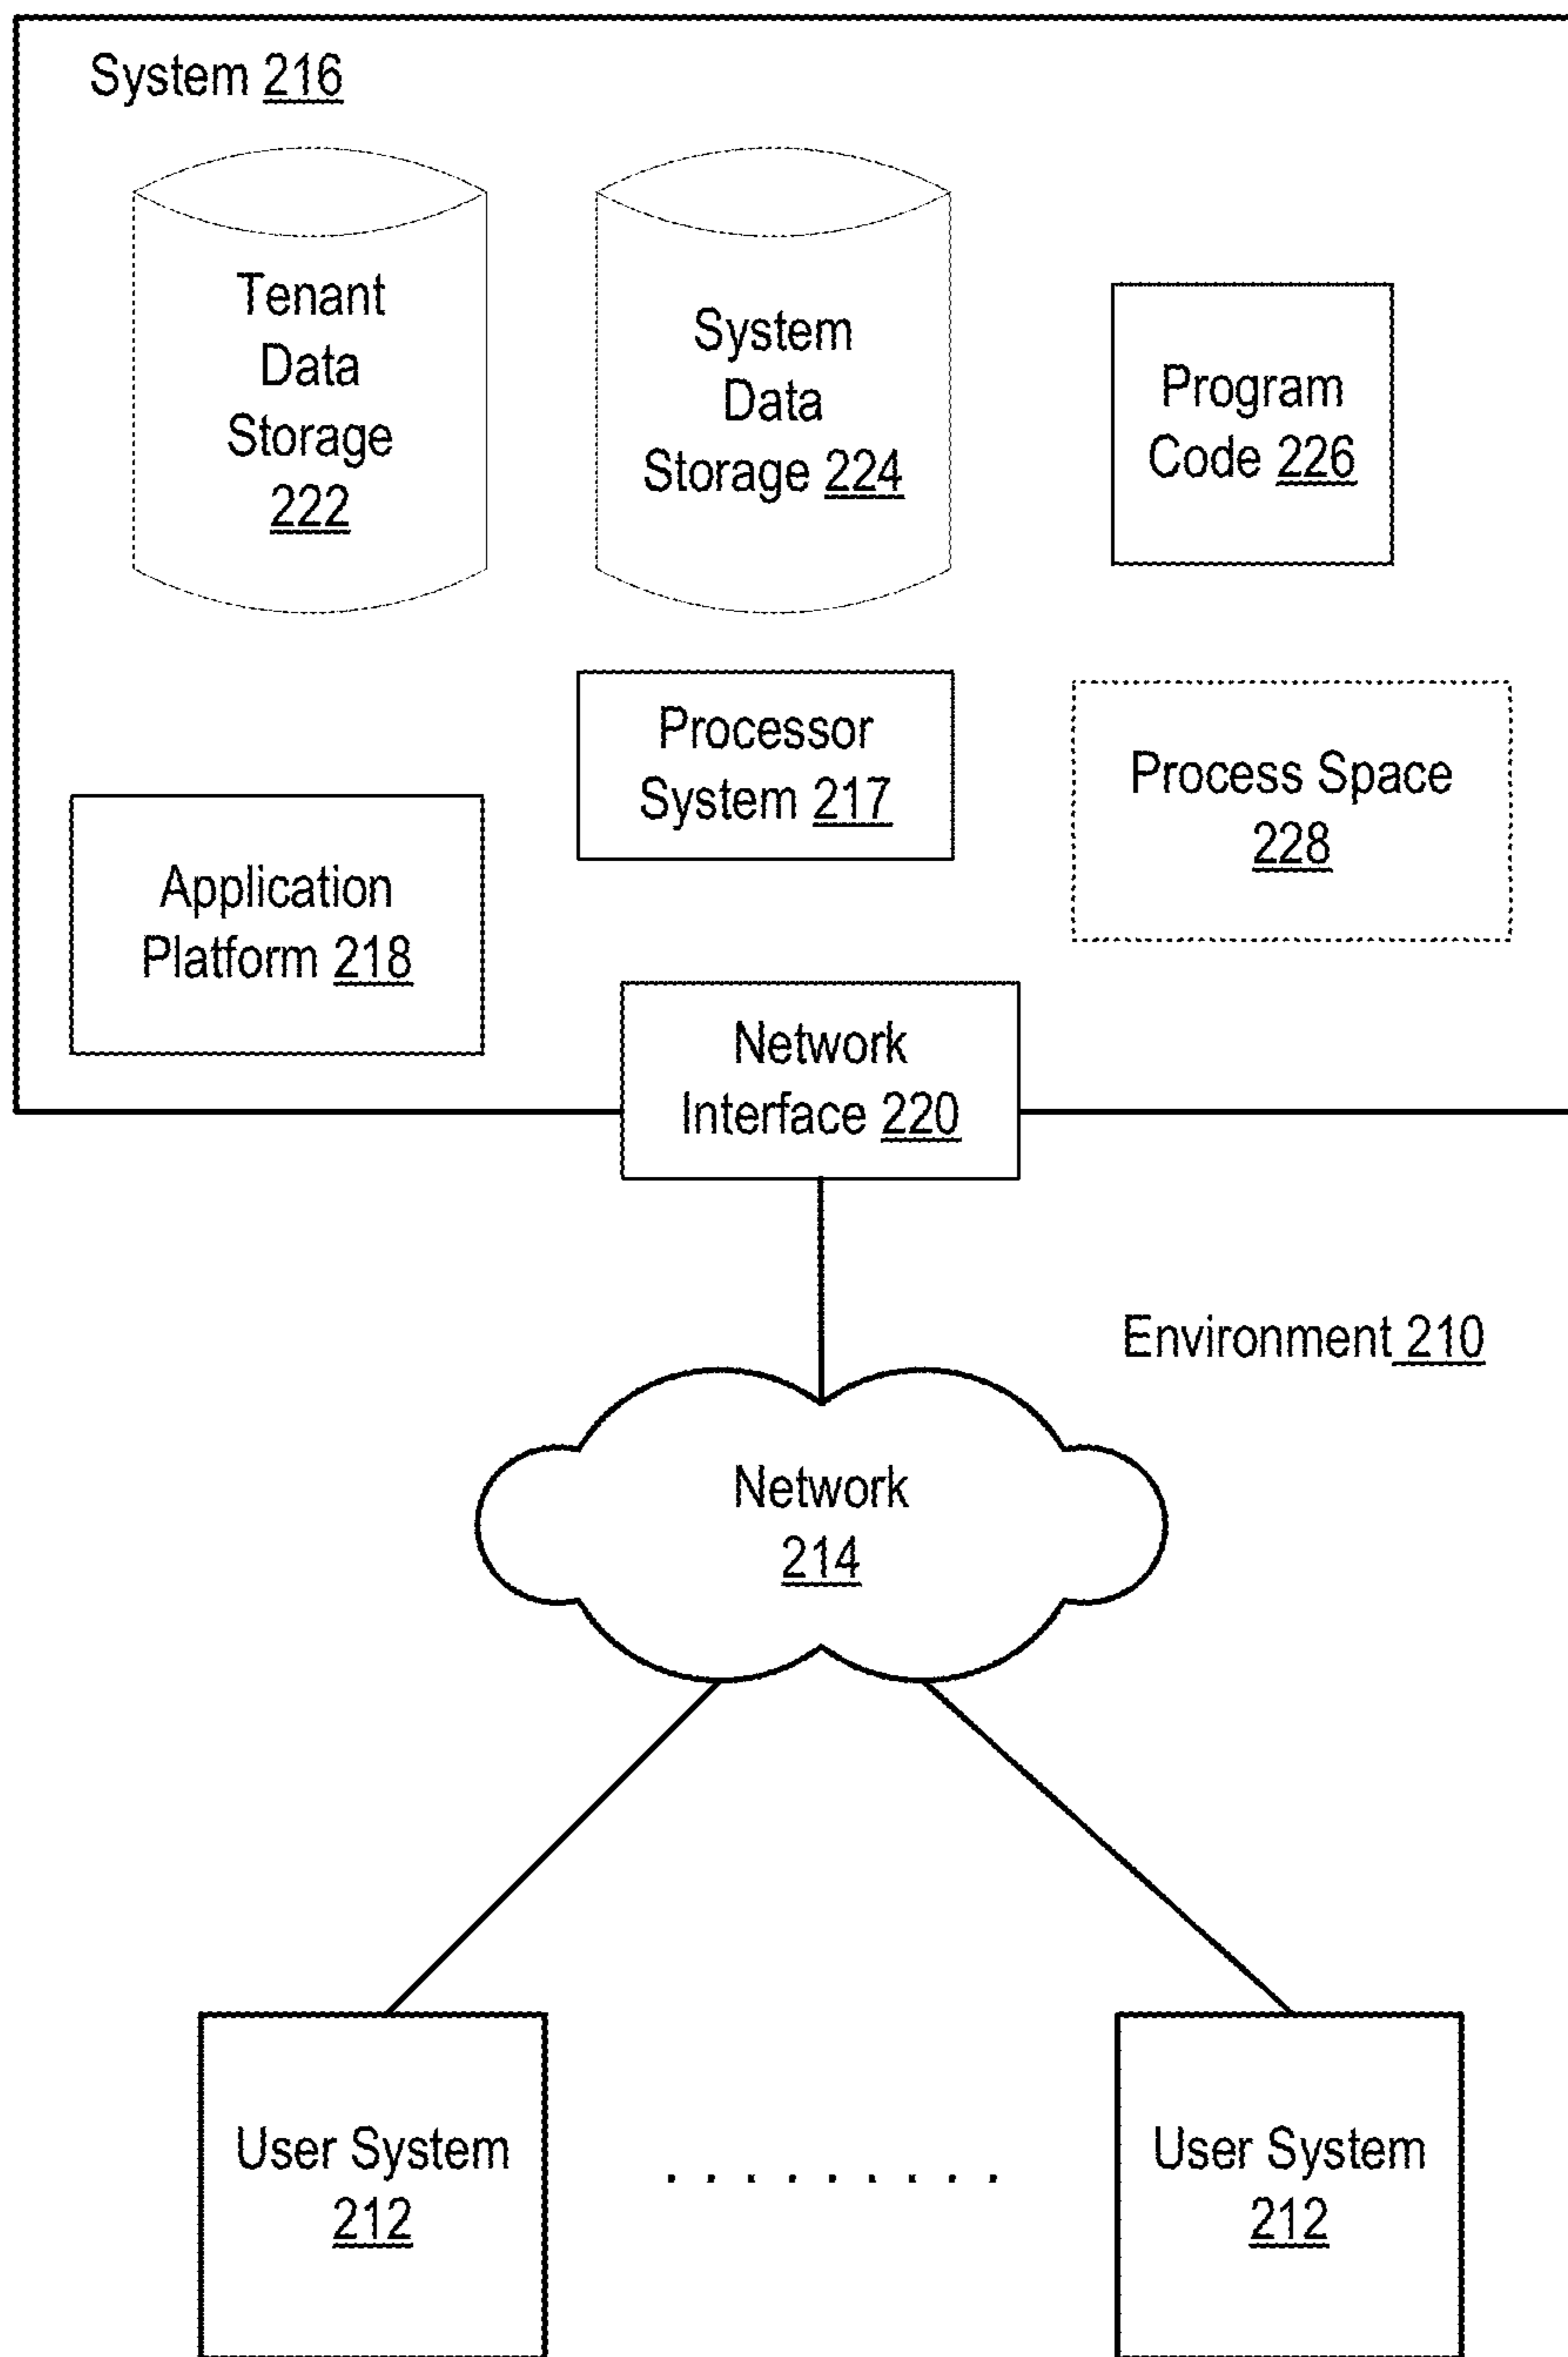 System 216
Tenant
Data
Storage
222
System
Data
Storage 224
Program
Code 226
Processor
System 217
Process Space
228
Application
Platform 218
Network
Interface 220
Environment 210
Network
214
User System
212
User System
212